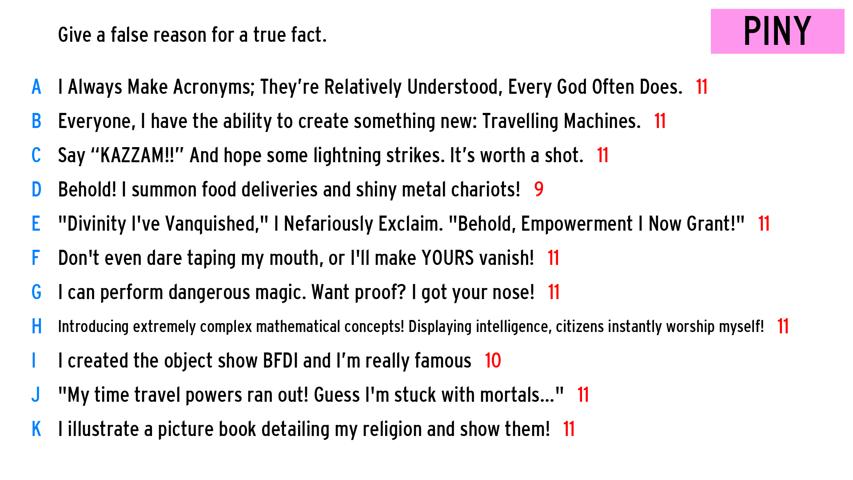 Give a false reason for a true fact.
PINY
A I Always Make Acronyms; They're Relatively Understood, Every God Often Does. 11
B Everyone, I have the ability to create something new: Travelling Machines. 11
C Say “KAZZAM!!” And hope some lightning strikes. It's worth a shot. 11
D Behold! I summon food deliveries and shiny metal chariots! 9
E "Divinity I've Vanquished," I Nefariously Exclaim. "Behold, Empowerment I Now Grant!" 11
F Don't even dare taping my mouth, or I'll make YOURS vanish! 11
G I can perform dangerous magic. Want proof? I got your nose! 11
H Introducing extremely complex mathematical concepts! Displaying intelligence, citizens instantly worship myself! 11
I I created the object show BFDI and I'm really famous 10
J "My time travel powers ran out! Guess I'm stuck with mortals..." 11
K I illustrate a picture book detailing my religion and show them! 11